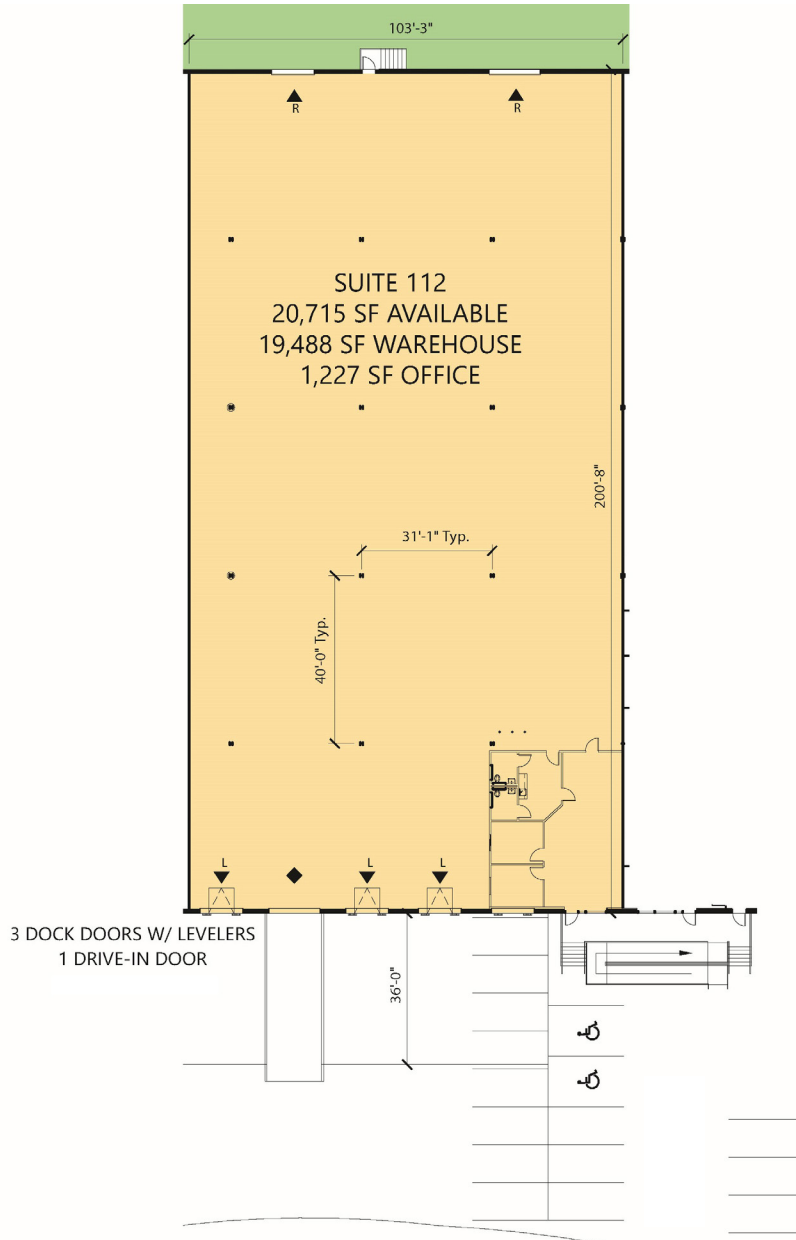 103'-3"
R
R
SUITE 112
20,715 SF AVAILABLE
19,488 SF WAREHOUSE
1,227 SF OFFICE
200'-8"
31'-1" Typ.
40'-0" Typ.
L
L
L
3 DOCK DOORS W/ LEVELERS
1 DRIVE-IN DOOR
36'-0"